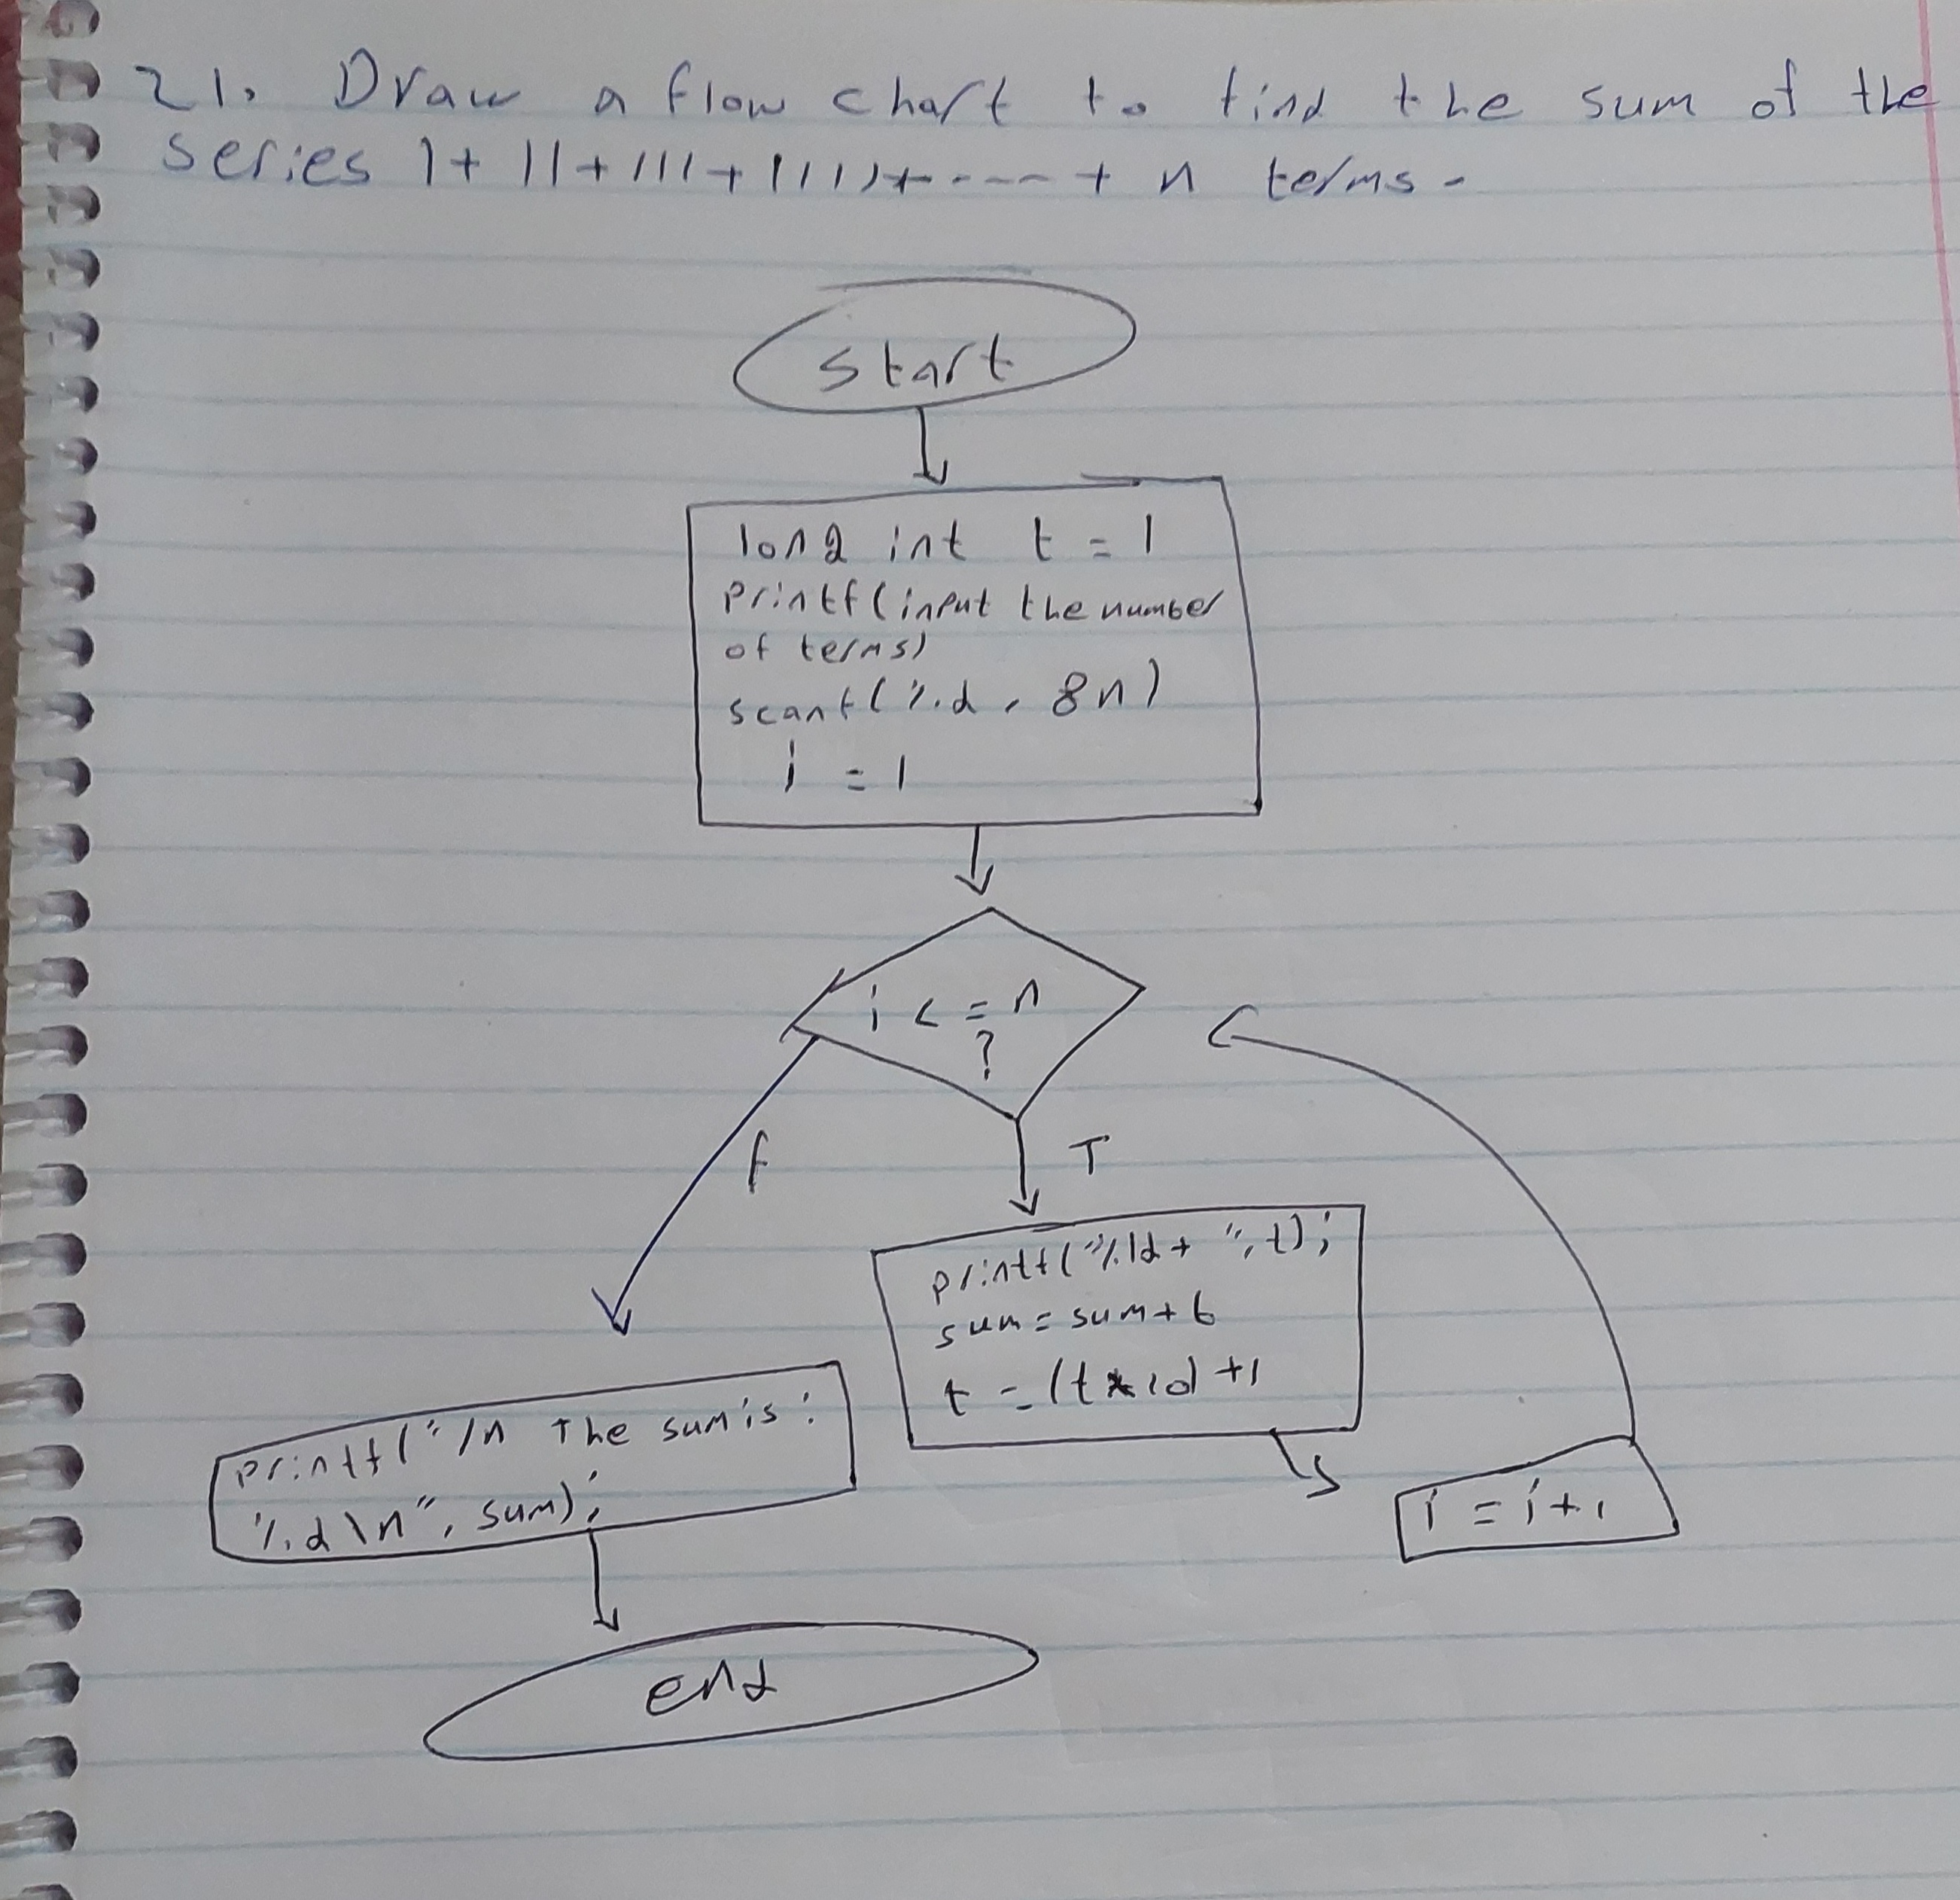 21. Draw a flow chart to find the sum of the
series 1+ 11+111+1111+----+ n terms.
start
long int t = 1
printf(input the number
of terms)
scanf(%d, &n)
i = 1
i <= n
?
f
T
printf("%ld + ", t);
sum = sum + t
t = (t*10)+1
printf("/n The sum is:
%d\n", sum);
i = i+1
end